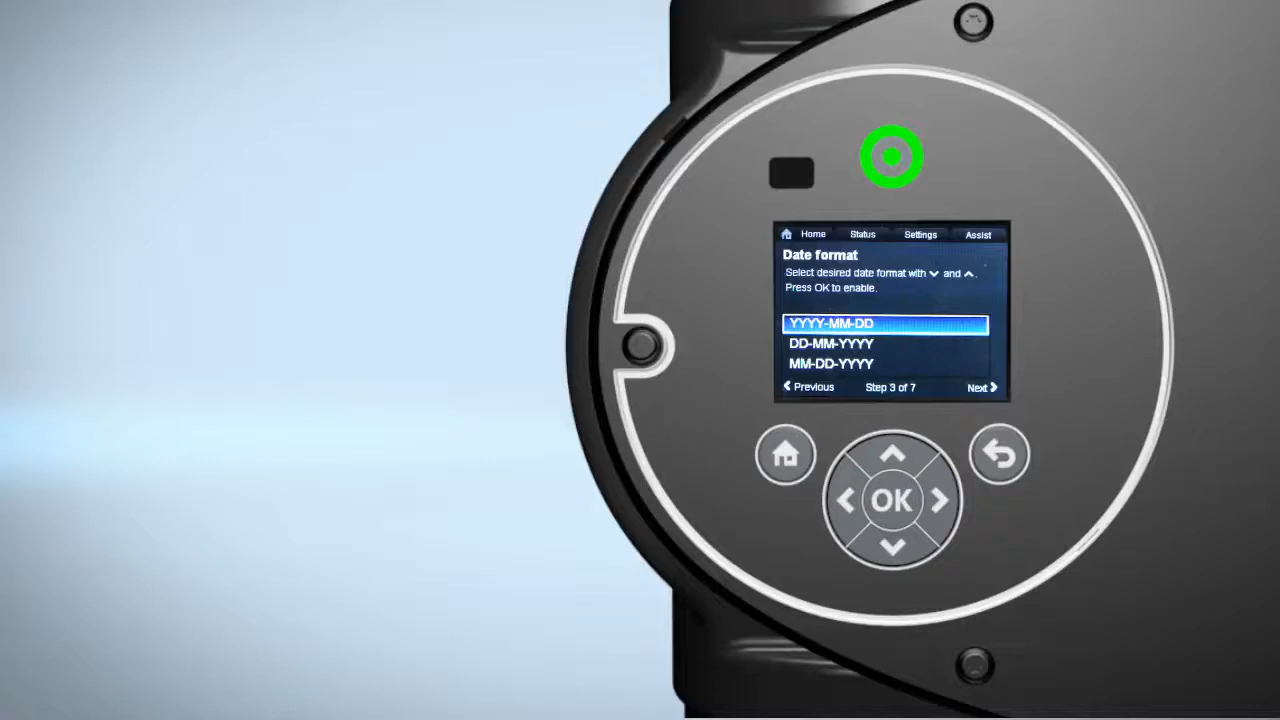 Home Status Settings Assist
Date format
Select desired date format with and .
Press OK to enable.
YYYY-MM-DD
DD-MM-YYYY
MM-DD-YYYY
Previous Step 3 of 7 Next
OK